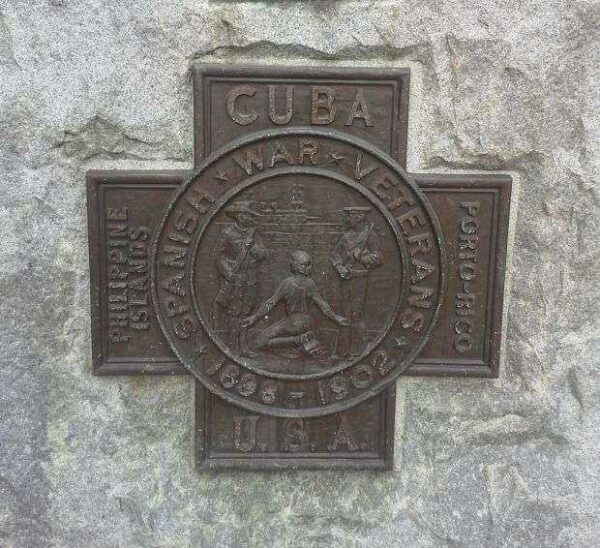 CUBA
SPANISH ★ WAR ★ VETERANS
PHILIPPINE
ISLANDS
PORTO-RICO
★ 1898 - 1902 ★
U.S.A.